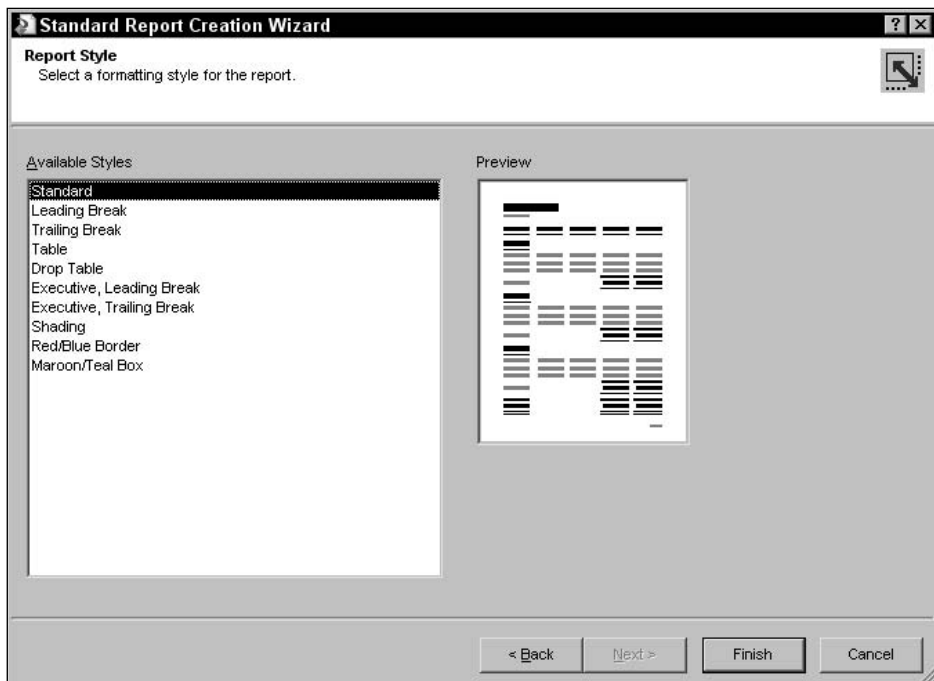 Standard Report Creation Wizard
Report Style
Select a formatting style for the report.
Available Styles
Preview
Standard
Leading Break
Trailing Break
Table
Drop Table
Executive, Leading Break
Executive, Trailing Break
Shading
Red/Blue Border
Maroon/Teal Box
< Back
Next >
Finish
Cancel